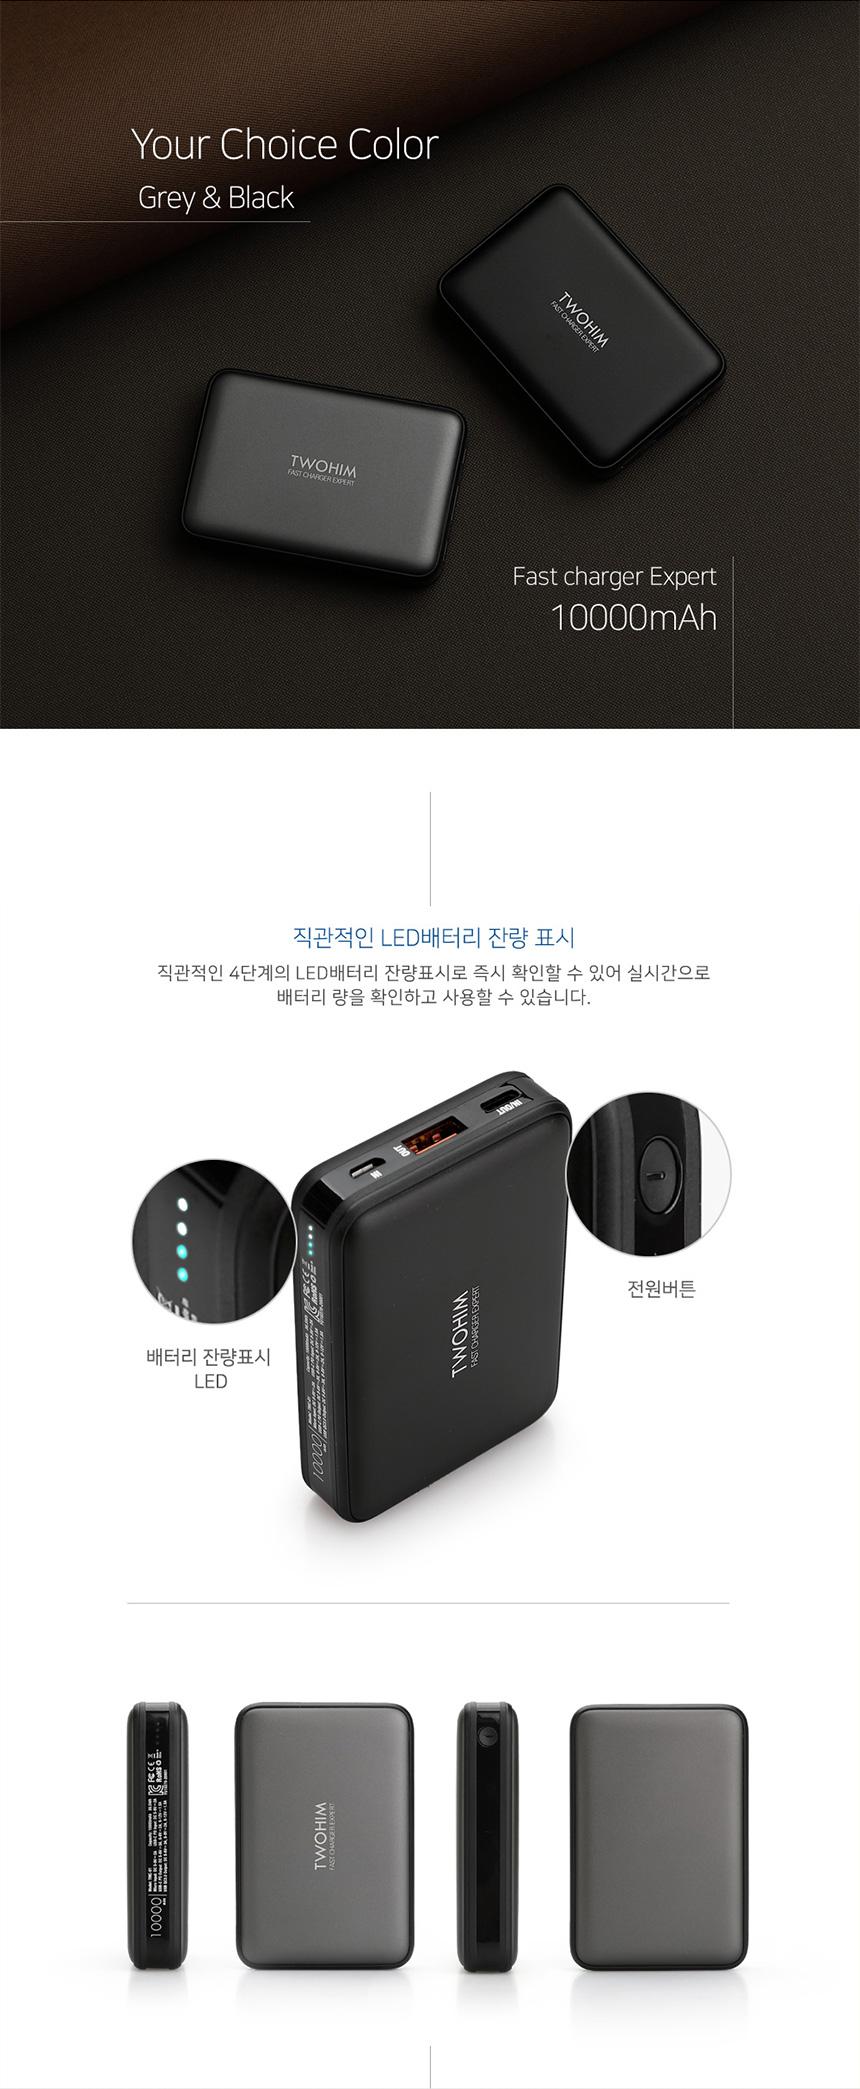 Your Choice Color
Grey & Black
TWOHIM
FAST CHARGER EXPERT
TWOHIM
FAST CHARGER EXPERT
Fast charger Expert
10000mAh
직관적인 LED배터리 잔량 표시
직관적인 4단계의 LED배터리 잔량표시로 즉시 확인할 수 있어 실시간으로
배터리 량을 확인하고 사용할 수 있습니다.
IN/OUT
OUT
IN
전원버튼
배터리 잔량표시
LED
TWOHIM
FAST CHARGER EXPERT
10000
TWOHIM
FAST CHARGER EXPERT
10000